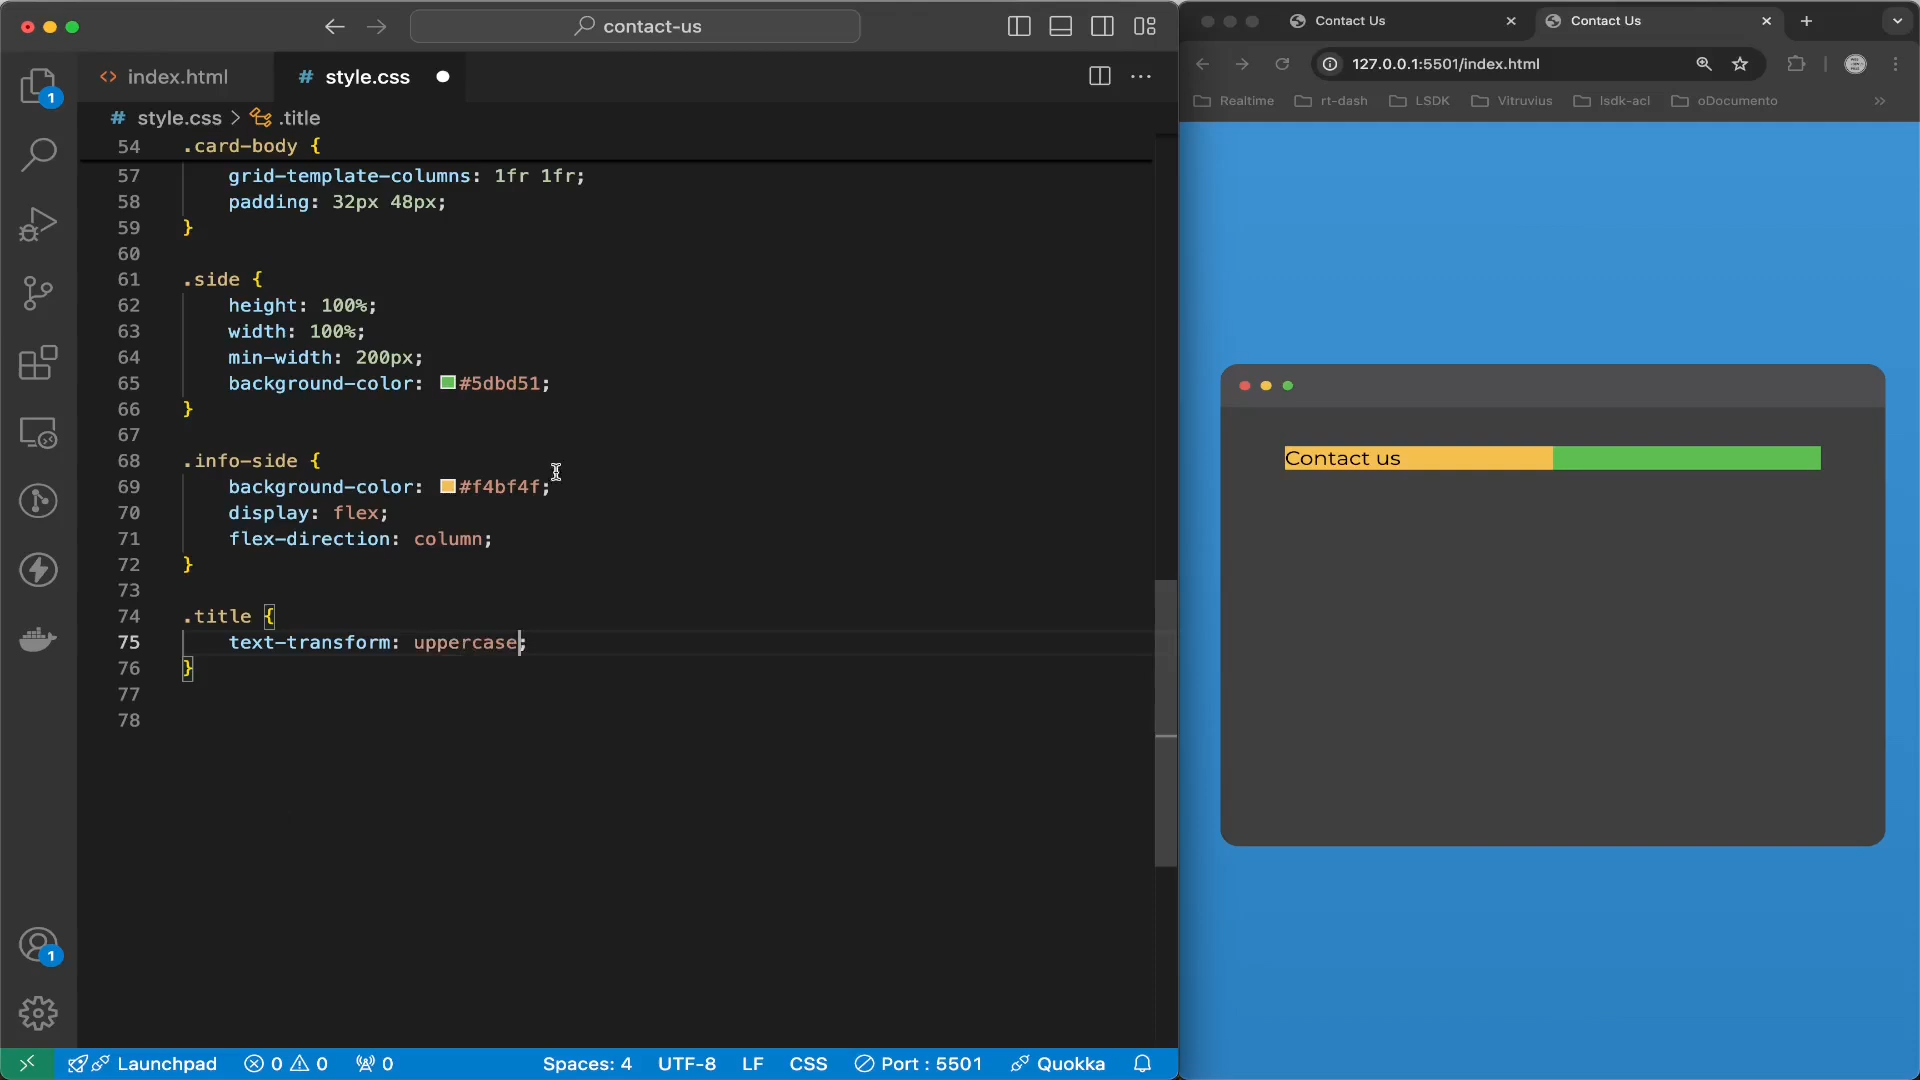 contact-us
index.html
# style.css
# style.css > .title
54 .card-body {
57 grid-template-columns: 1fr 1fr;
58 padding: 32px 48px;
59 }
60
61 .side {
62 height: 100%;
63 width: 100%;
64 min-width: 200px;
65 background-color: #5dbd51;
66 }
67
68 .info-side {
69 background-color: #f4bf4f;
70 display: flex;
71 flex-direction: column;
72 }
73
74 .title {
75 text-transform: uppercase;
76 }
77
78
1
1
Launchpad 0 0 0 Spaces: 4 UTF-8 LF CSS Port : 5501 Quokka
Contact Us Contact Us
127.0.0.1:5501/index.html
Realtime rt-dash LSDK Vitruvius lsdk-acl oDocumento
Contact us